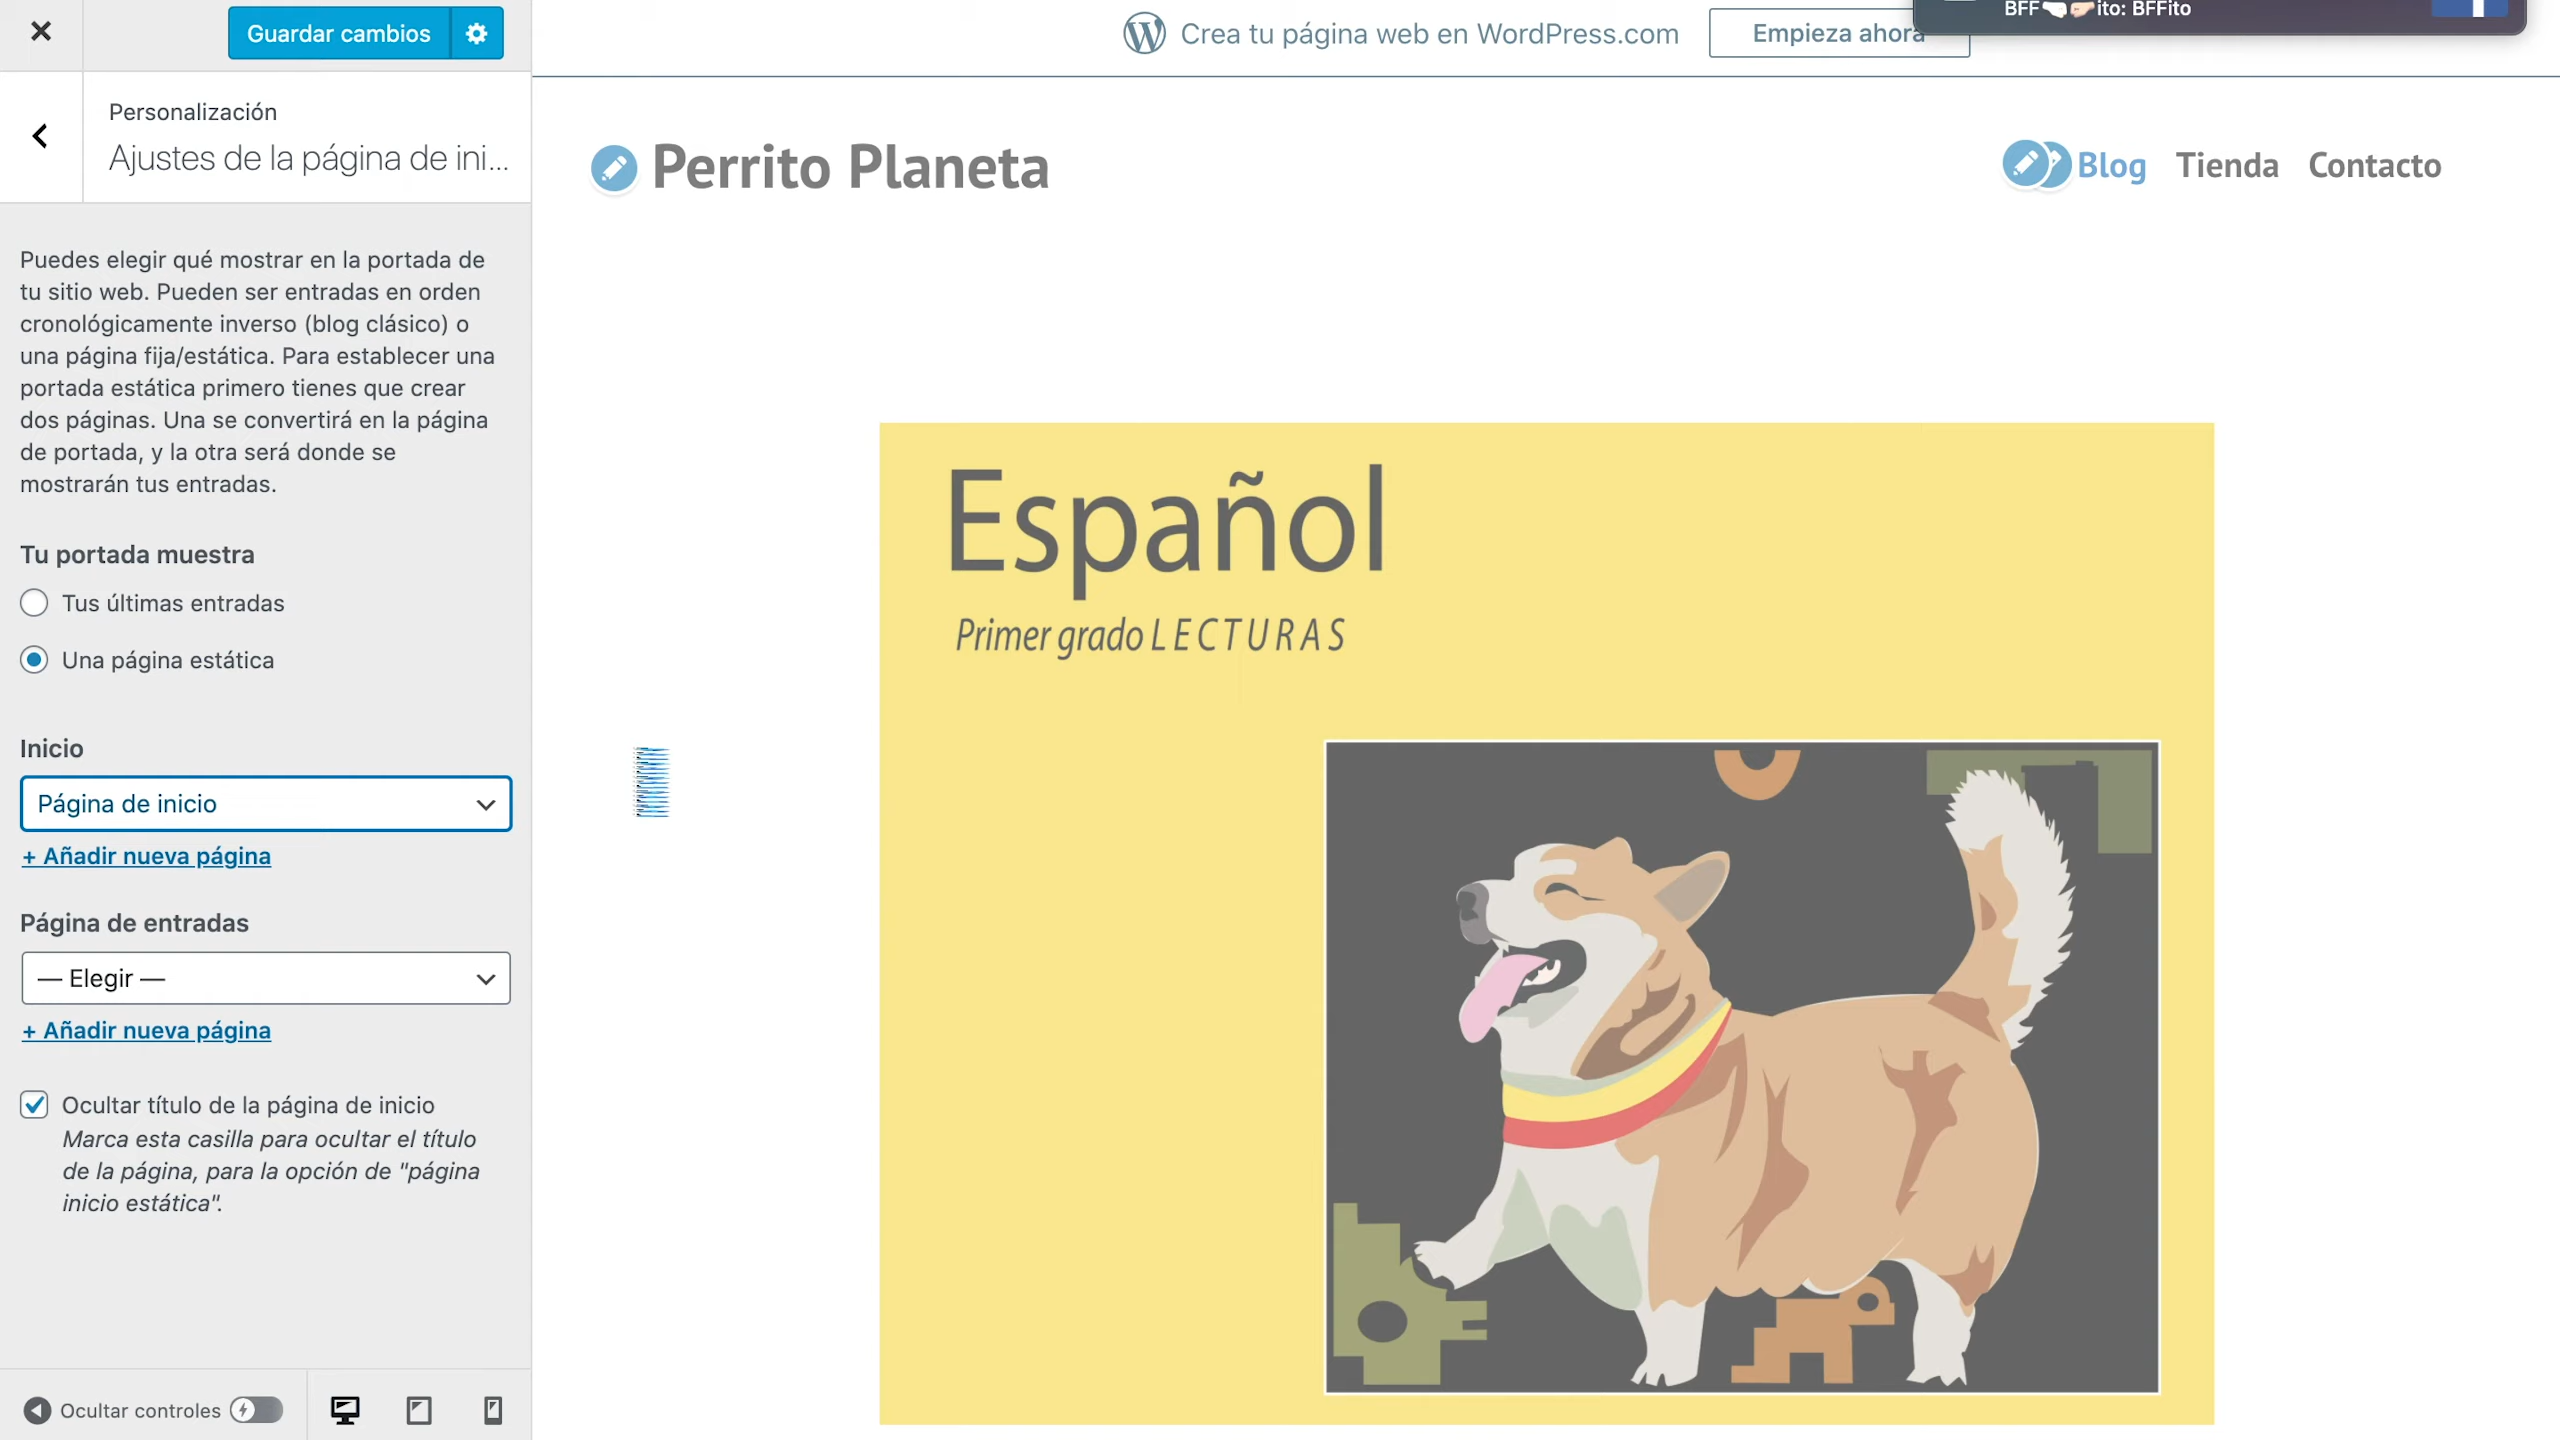 Guardar cambios
Crea tu página web en WordPress.com
Empieza ahora
BFF🤜🏻🤛🏻ito: BFFito
Personalización
Ajustes de la página de ini...
Perrito Planeta
Blog Tienda Contacto
Puedes elegir qué mostrar en la portada de
tu sitio web. Pueden ser entradas en orden
cronológicamente inverso (blog clásico) o
una página fija/estática. Para establecer una
portada estática primero tienes que crear
dos páginas. Una se convertirá en la página
de portada, y la otra será donde se
mostrarán tus entradas.
Tu portada muestra
Tus últimas entradas
Una página estática
Inicio
Página de inicio
+ Añadir nueva página
Página de entradas
— Elegir —
+ Añadir nueva página
Ocultar título de la página de inicio
Marca esta casilla para ocultar el título
de la página, para la opción de "página
inicio estática".
Ocultar controles
Español
Primer grado LECTURAS